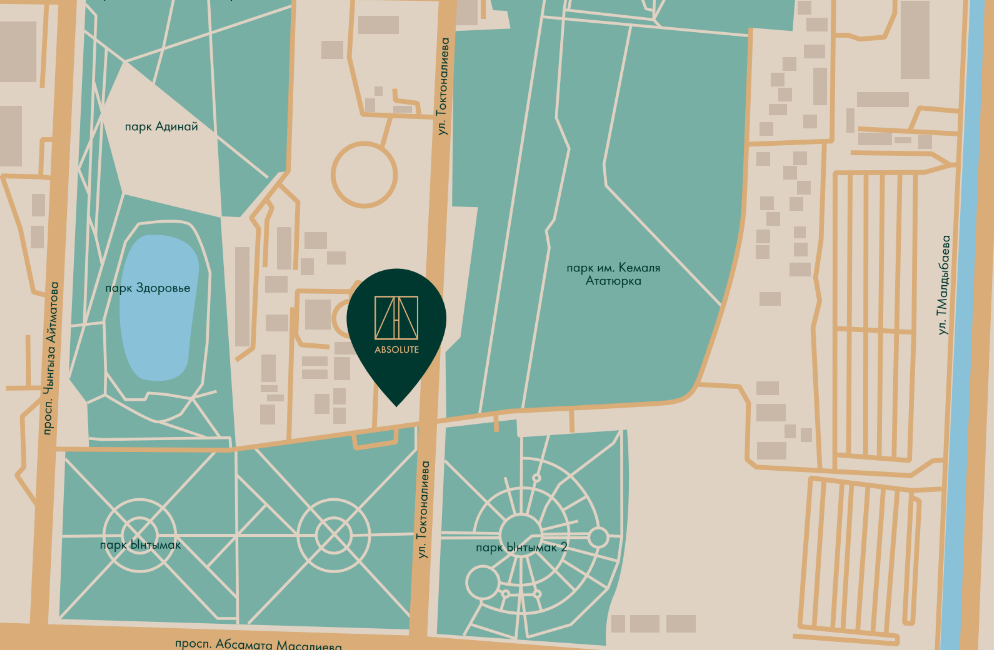 ул. Токтоналиева
парк Адинай
ул. ТМалдыбаева
парк им. Кемаля
Ататюрка
парк Здоровье
просп. Чынгыза Айтматова
ABSOLUTE
ул. Токтоналиева
парк Ынтымак
парк Ынтымак 2
просп. Абсамата Масалиева